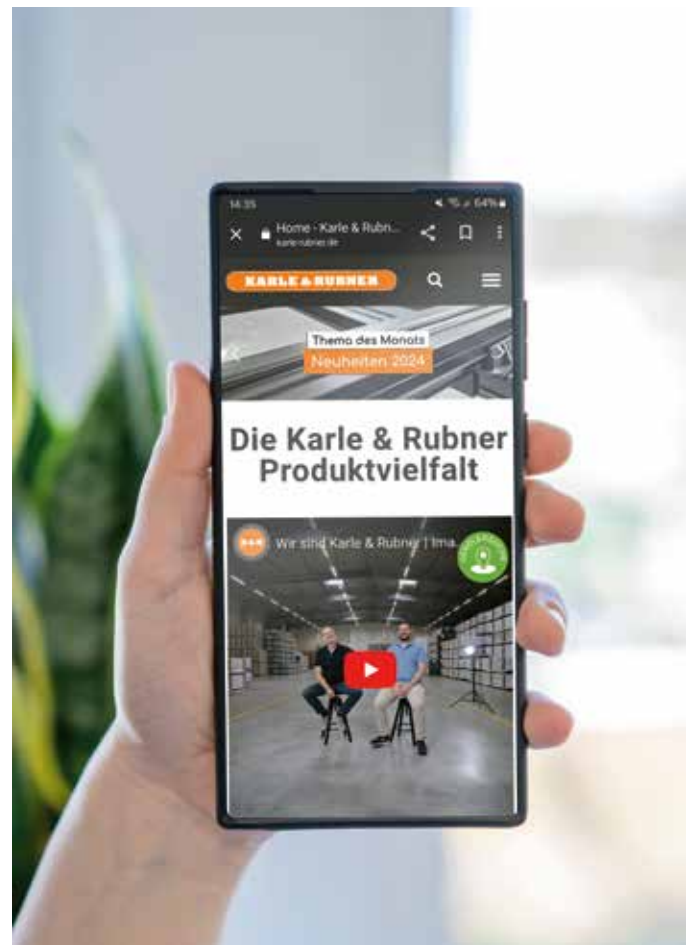 14:35
64%
Home - Karle & Rubn...
karle-rubner.de
KARLE & RUBNER
Thema des Monats
Neuheiten 2024
Die Karle & Rubner
Produktvielfalt
Wir sind Karle & Rubner | Ima...